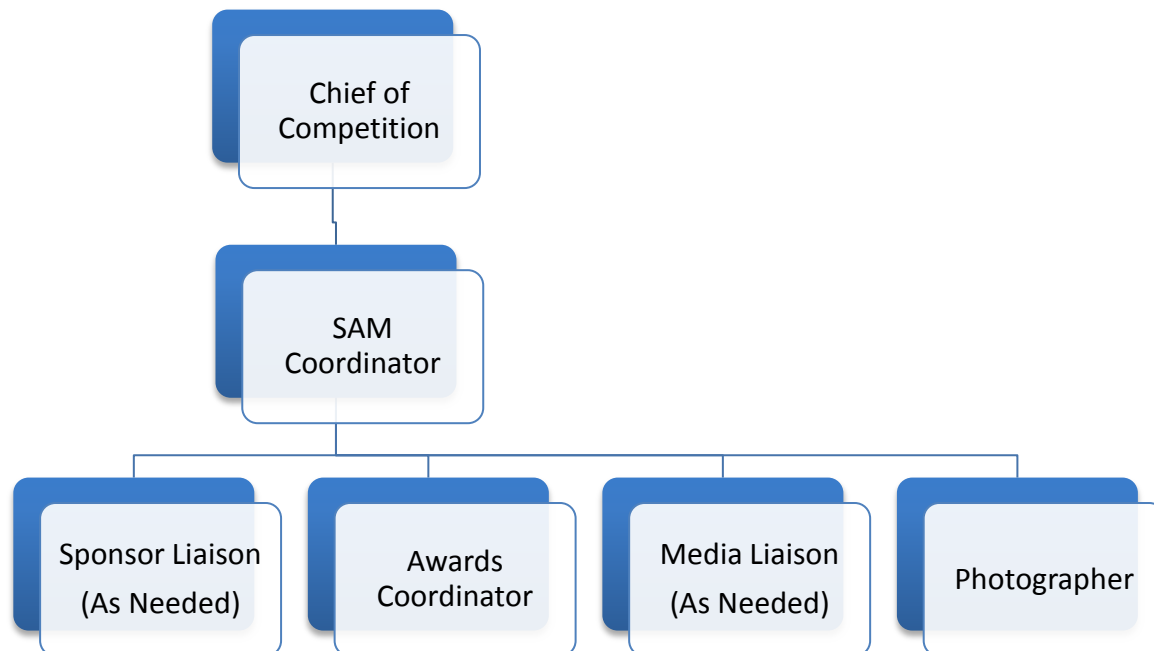 Chief of
Competition
SAM
Coordinator
Sponsor Liaison
(As Needed)
Awards
Coordinator
Media Liaison
(As Needed)
Photographer